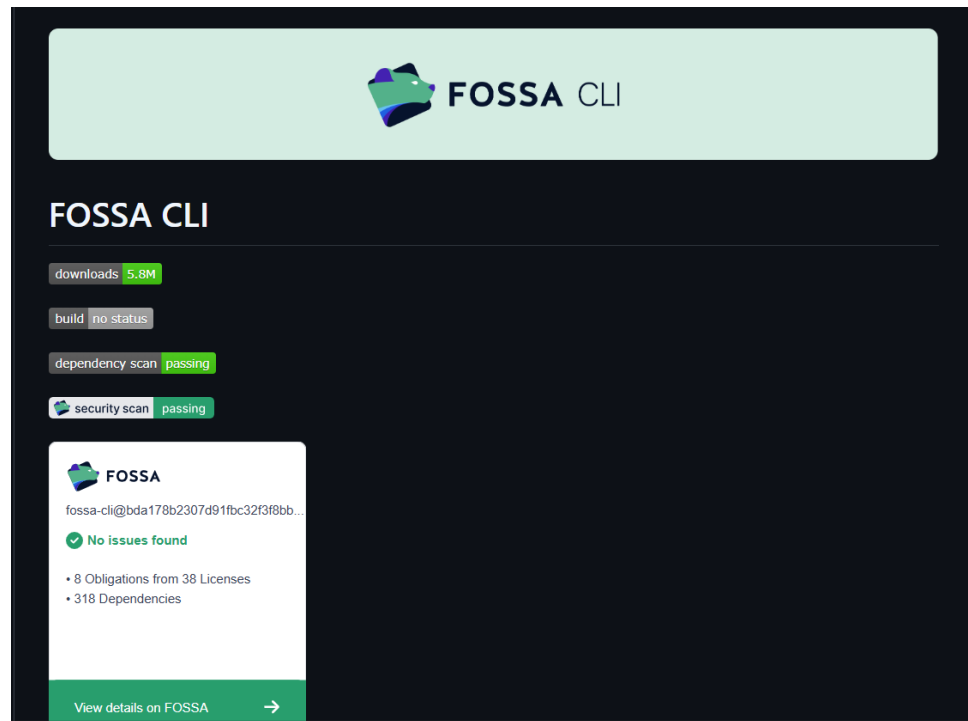 FOSSA CLI
FOSSA CLI
downloads 5.8M
build no status
dependency scan passing
security scan passing
FOSSA
fossa-cli@bda178b2307d91fbc32f3f8bb...
No issues found
• 8 Obligations from 38 Licenses
• 318 Dependencies
View details on FOSSA